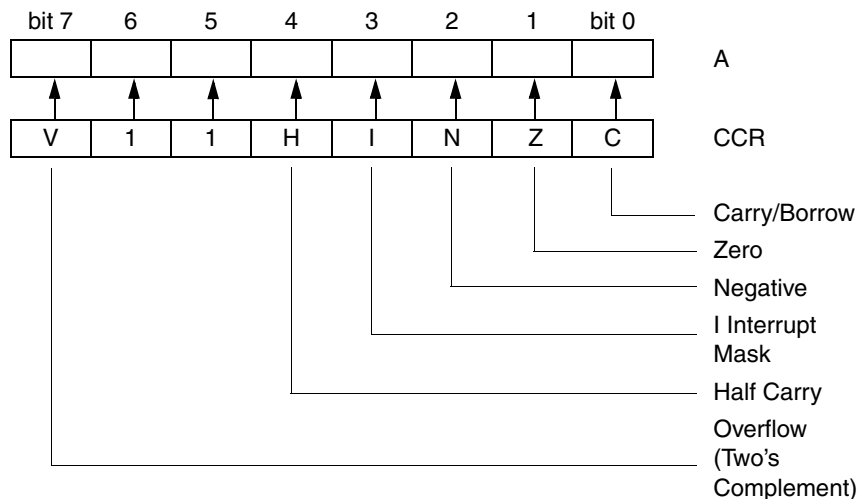 bit 7 6 5 4 3 2 1 bit 0
A
V 1 1 H I N Z C
CCR
Carry/Borrow
Zero
Negative
I Interrupt
Mask
Half Carry
Overflow
(Two's
Complement)